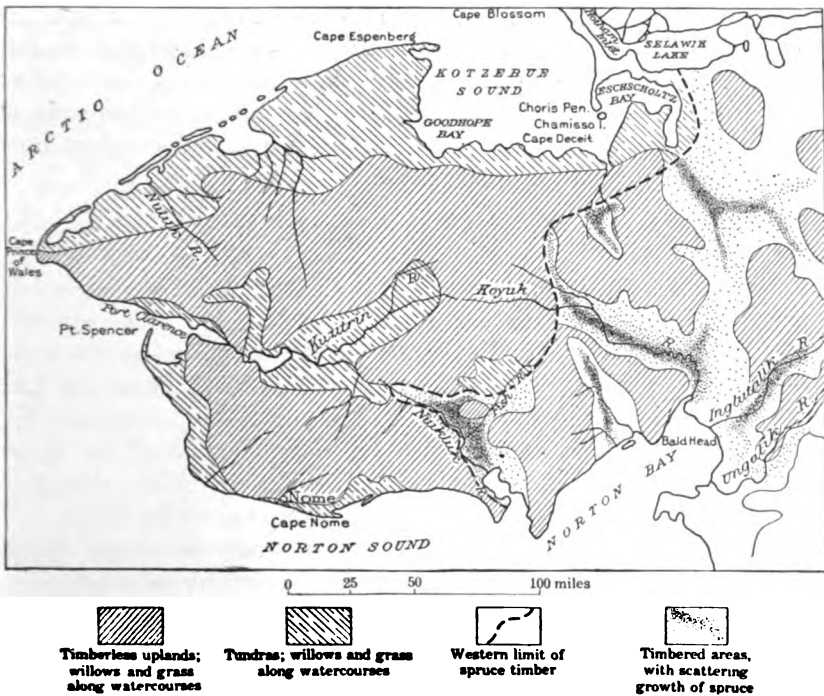 Cape Blossom
Hotham Inlet
SELAWIK
LAKE
Cape Espenberg
ARCTIC OCEAN
KOTZEBUE
SOUND
ESCHSCHOLTZ
BAY
Choris Pen.
Chamisso I.
Cape Deceit
GOODHOPE
BAY
Cape
Prince
of
Wales
R.
Port Clarence
Pt. Spencer
Kuzitrin R
Koyuk R
Inglutalik R
Ungalik R
Bald Head
NORTON BAY
Nome
Cape Nome
NORTON SOUND
0 25 50 100 miles
Timberless uplands;
willows and grass
along watercourses
Tundras; willows and grass
along watercourses
Western limit of
spruce timber
Timbered areas,
with scattering
growth of spruce